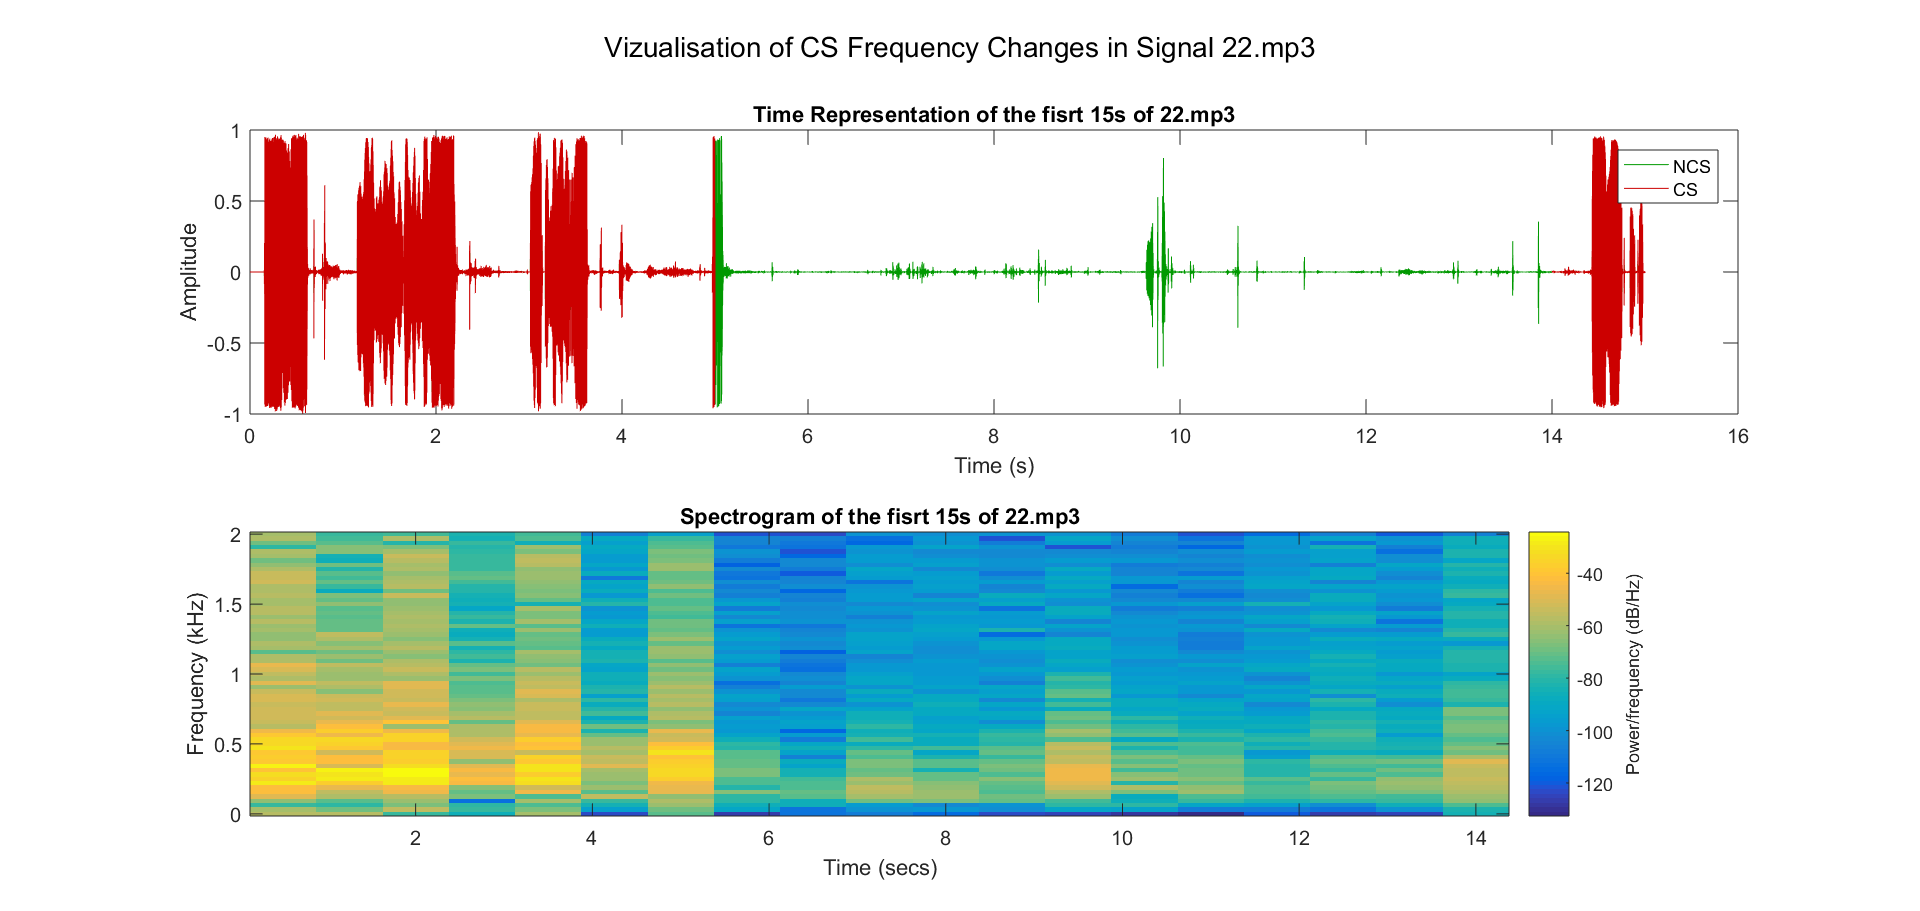 Vizualisation of CS Frequency Changes in Signal 22.mp3
Time Representation of the fisrt 15s of 22.mp3
1
0.5
0
-0.5
-1
Amplitude
NCS
CS
0 2 4 6 8 10 12 14 16
Time (s)
Spectrogram of the fisrt 15s of 22.mp3
2
1.5
1
0.5
0
Frequency (kHz)
2 4 6 8 10 12 14
Time (secs)
-40
-60
-80
-100
-120
Power/frequency (dB/Hz)